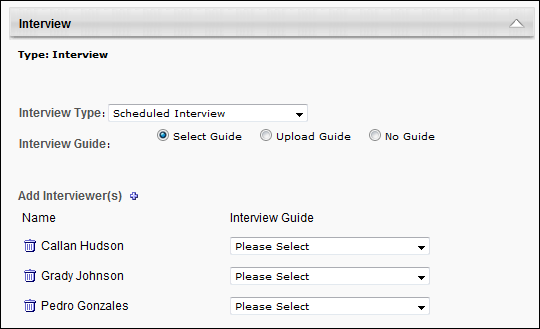 Interview
Type: Interview
Interview Type: Scheduled Interview
Interview Guide: Select Guide Upload Guide No Guide
Add Interviewer(s)
Name Interview Guide
Callan Hudson Please Select
Grady Johnson Please Select
Pedro Gonzales Please Select